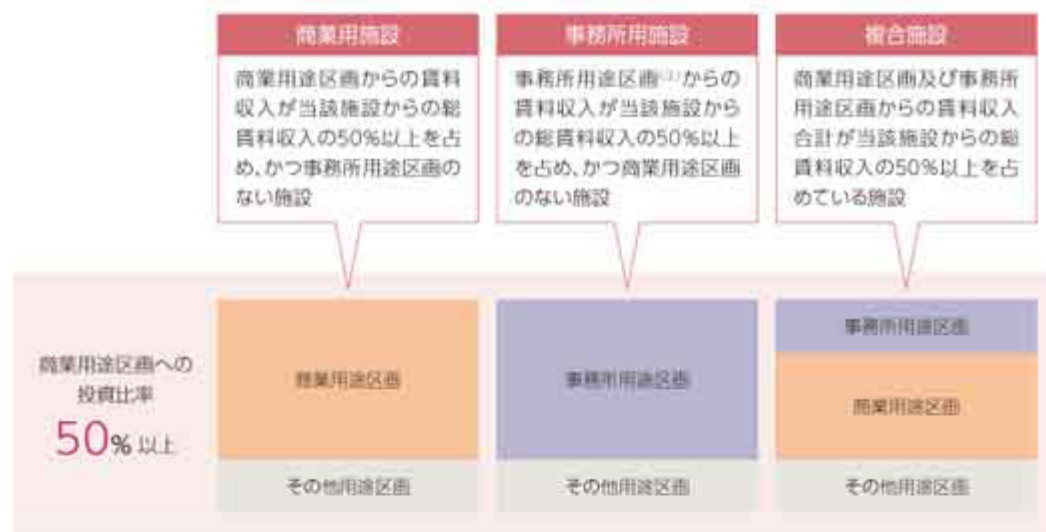 商業用施設
商業用途区画からの賃料
収入が当該施設からの総
賃料収入の50%以上を占
め、かつ事務所用途区画の
ない施設
事務所用施設
事務所用途区画からの
賃料収入が当該施設から
の総賃料収入の50%以上
を占め、かつ商業用途区画
のない施設
複合施設
商業用途区画及び事務所
用途区画からの賃料収入
合計が当該施設からの総
賃料収入の50%以上を占
めている施設
商業用途区画への
投資比率
50%以上
商業用途区画
その他用途区画
事務所用途区画
その他用途区画
事務所用途区画
商業用途区画
その他用途区画